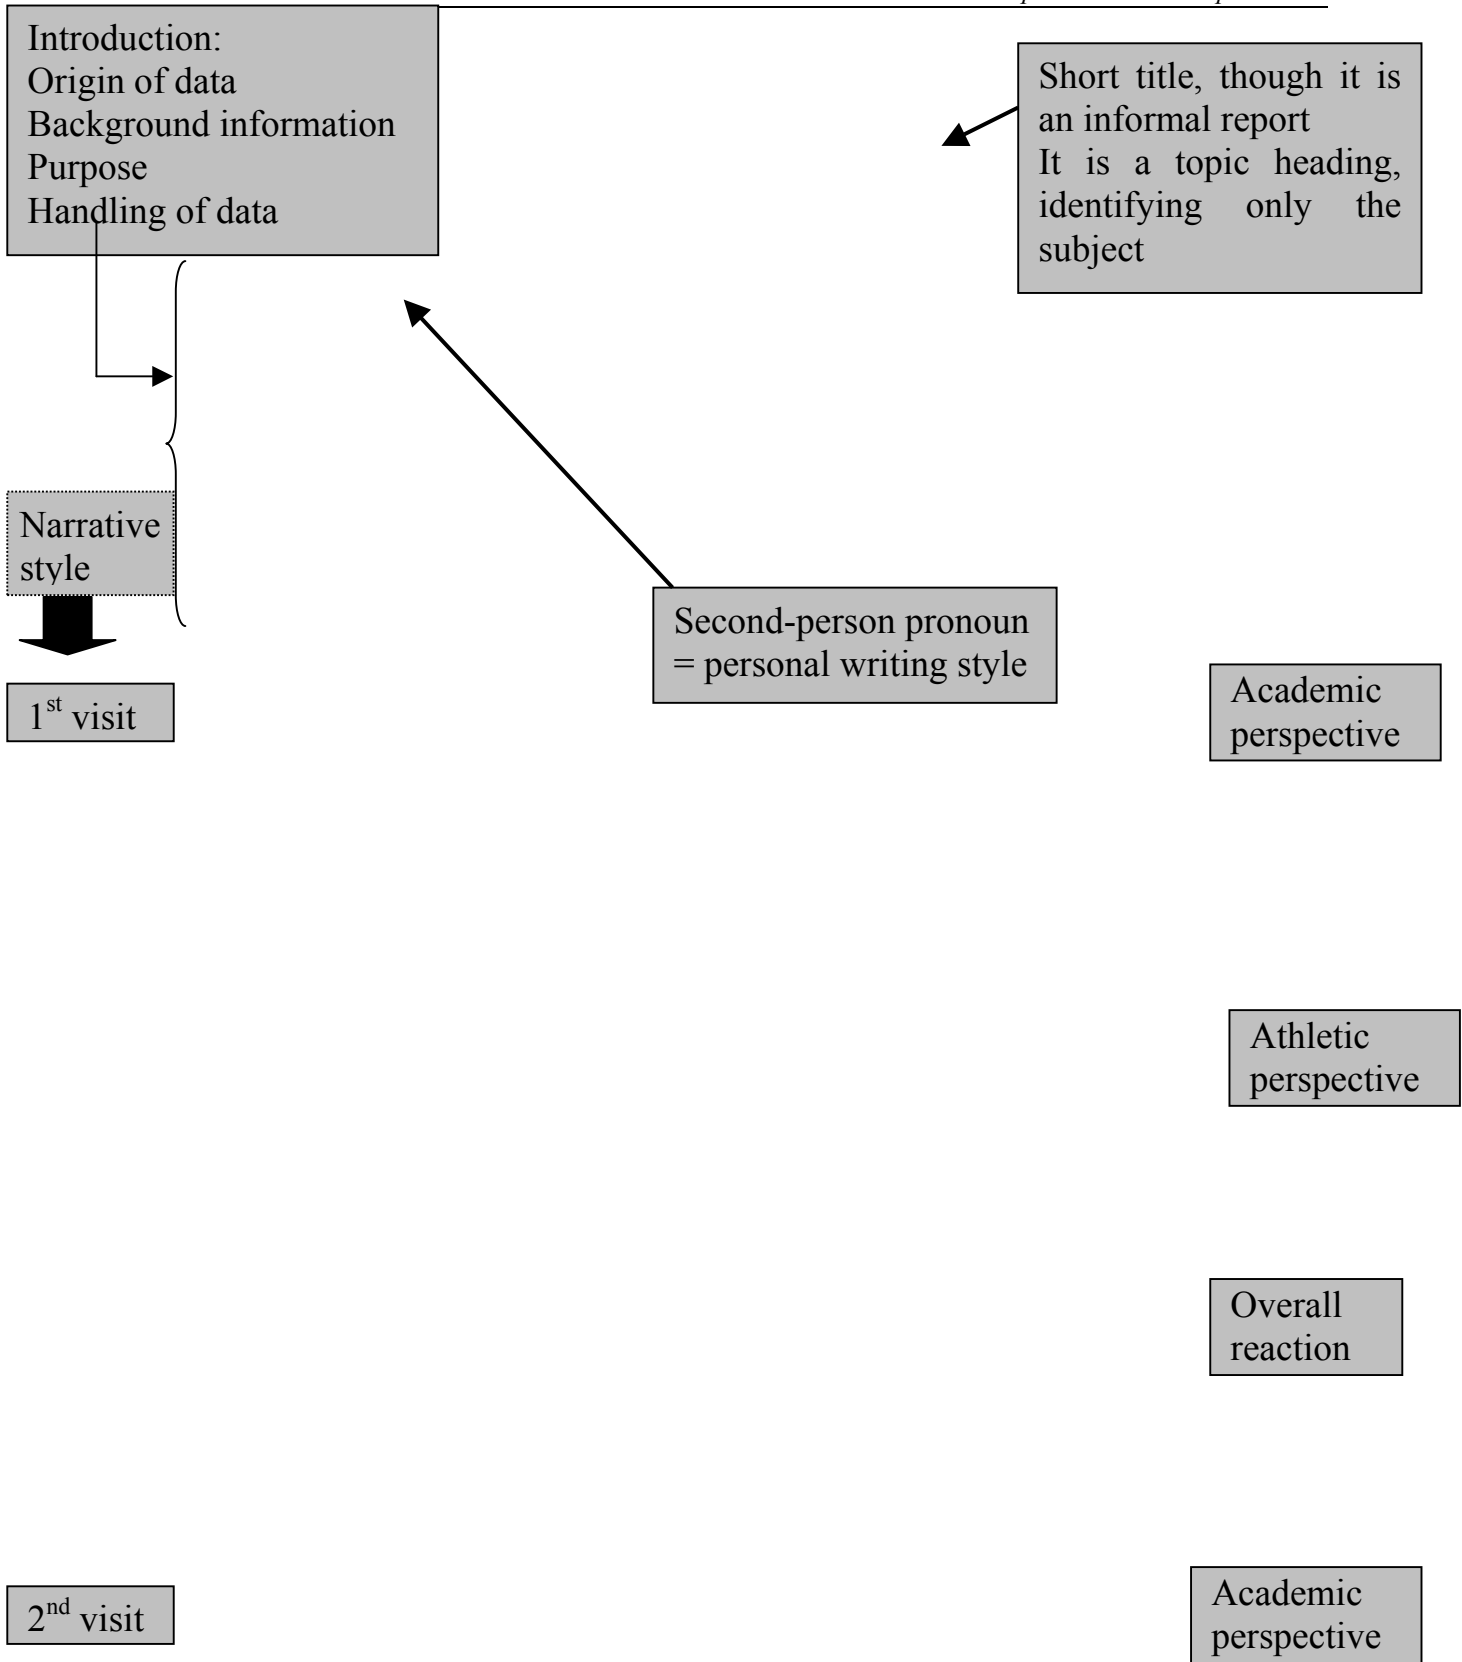 Introduction:
Origin of data
Background information
Purpose
Handling of data
Short title, though it is
an informal report
It is a topic heading,
identifying only the
subject
Narrative
style
Second-person pronoun
= personal writing style
1st visit
Academic
perspective
Athletic
perspective
Overall
reaction
2nd visit
Academic
perspective